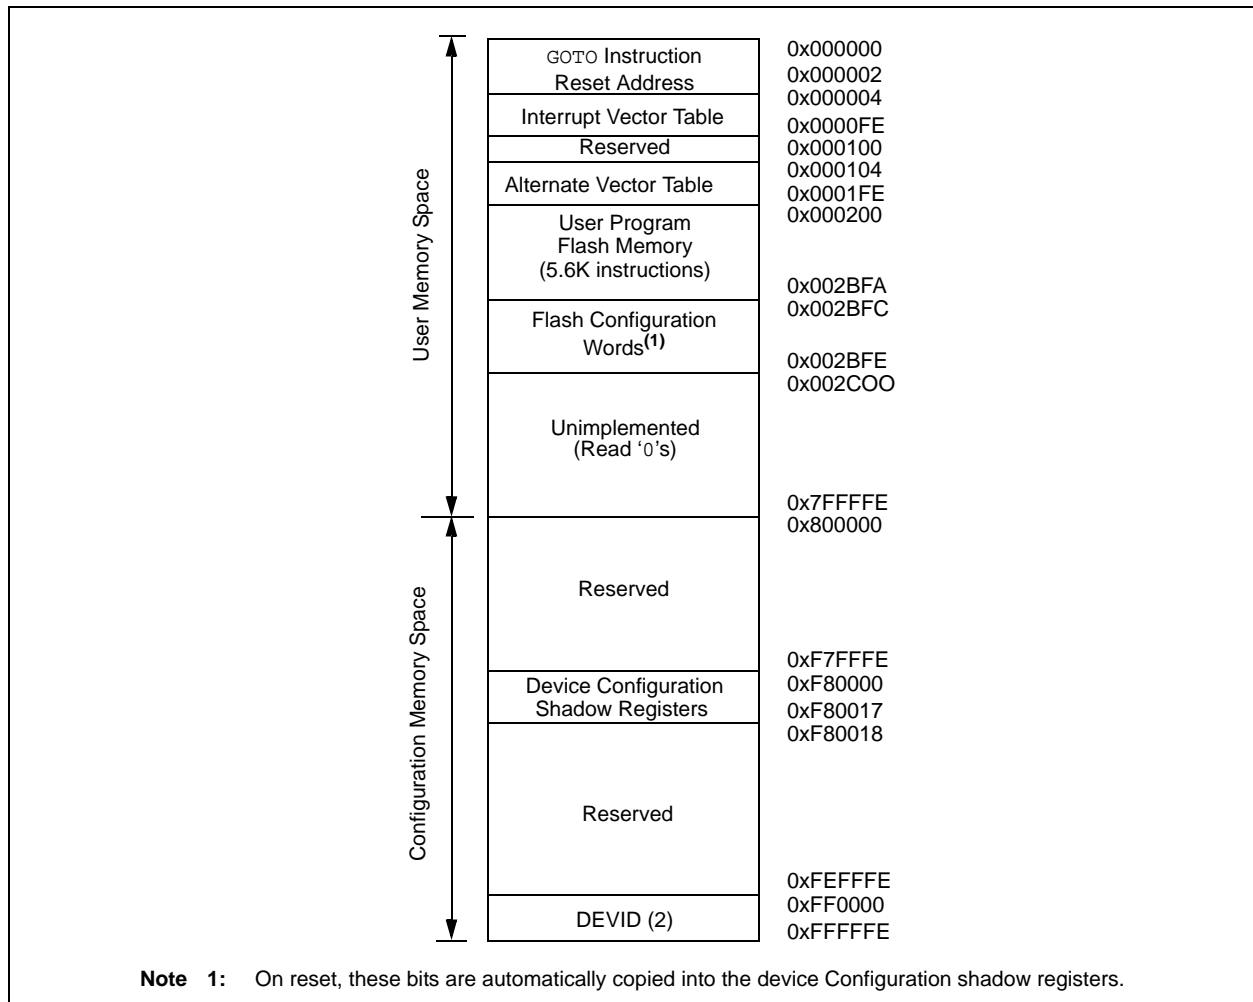 GOTO Instruction
Reset Address
0x000000
0x000002
0x000004
Interrupt Vector Table
0x0000FE
Reserved
0x000100
0x000104
Alternate Vector Table
0x0001FE
0x000200
User Program
Flash Memory
(5.6K instructions)
0x002BFA
0x002BFC
Flash Configuration
Words(1)
0x002BFE
0x002COO
Unimplemented
(Read ‘0’s)
0x7FFFFE
0x800000
User Memory Space
Reserved
0xF7FFFE
0xF80000
Device Configuration
Shadow Registers
0xF80017
0xF80018
Reserved
0xFEFFFE
0xFF0000
DEVID (2)
0xFFFFFE
Configuration Memory Space
Note 1: On reset, these bits are automatically copied into the device Configuration shadow registers.